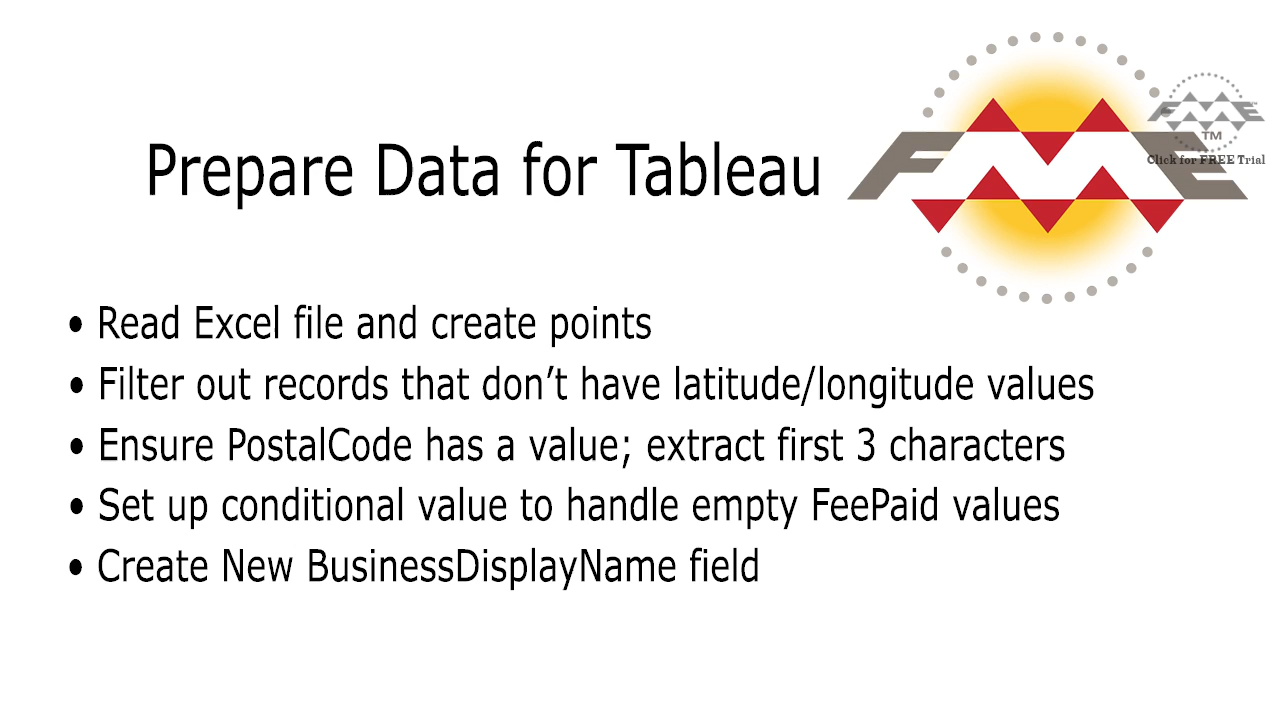 Prepare Data for Tableau
FME
FME
TM
Click for FREE Trial
• Read Excel file and create points
• Filter out records that don’t have latitude/longitude values
• Ensure PostalCode has a value; extract first 3 characters
• Set up conditional value to handle empty FeePaid values
• Create New BusinessDisplayName field